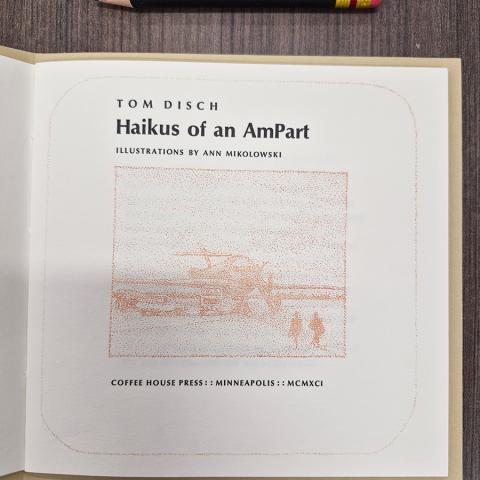 TOM DISCH
Haikus of an AmPart
ILLUSTRATIONS BY ANN MIKOLOWSKI
COFFEE HOUSE PRESS : : MINNEAPOLIS : : MCMXCI